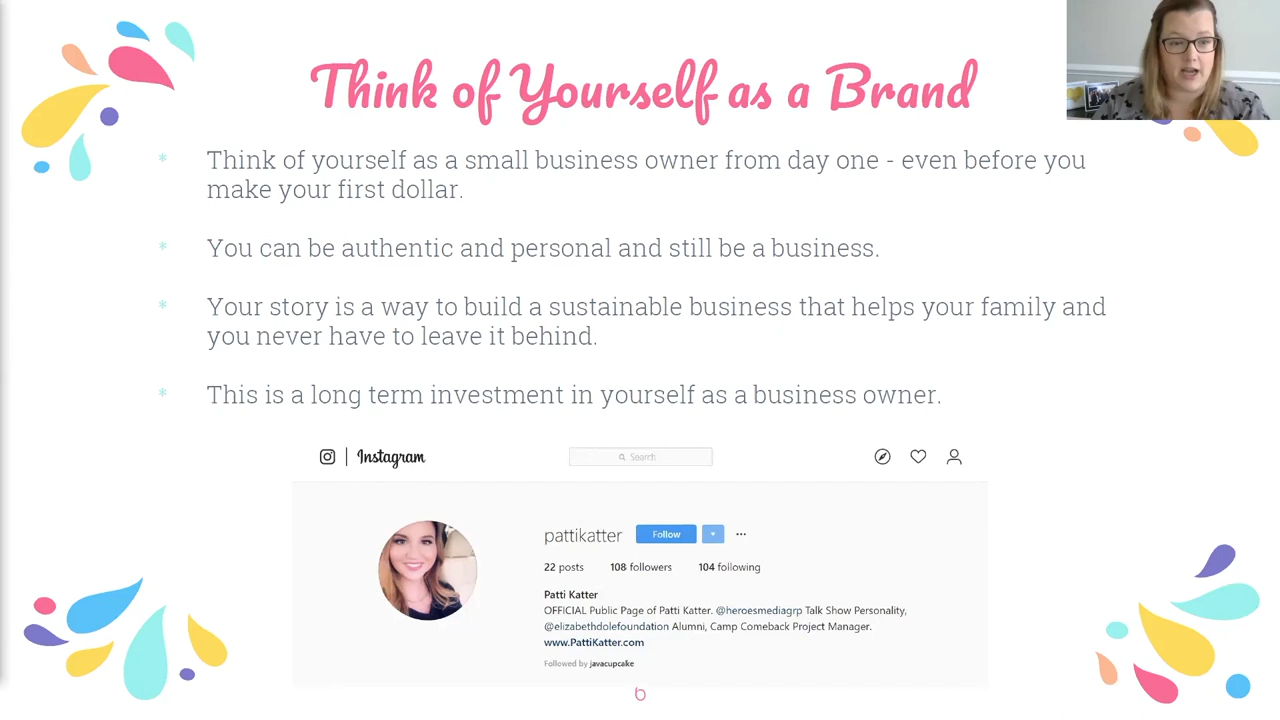 Think of Yourself as a Brand
* Think of yourself as a small business owner from day one - even before you
make your first dollar.
* You can be authentic and personal and still be a business.
* Your story is a way to build a sustainable business that helps your family and
you never have to leave it behind.
* This is a long term investment in yourself as a business owner.
Instagram
Search
pattikatter
Follow
22 posts 108 followers 104 following
Patti Katter
OFFICIAL Public Page of Patti Katter. @heroesmediagrp Talk Show Personality,
@elizabethdolefoundation Alumni, Camp Comeback Project Manager.
www.PattiKatter.com
Followed by javacupcake
b